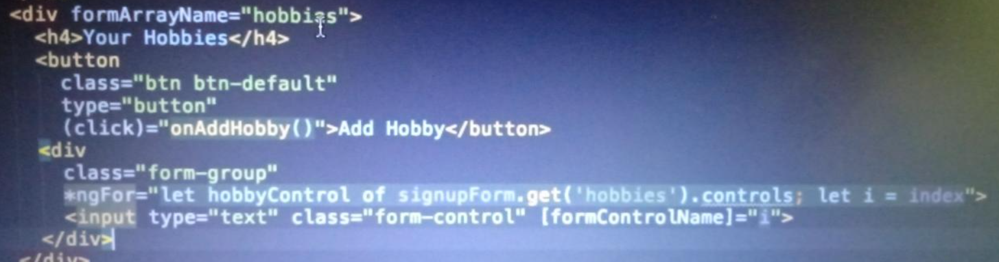 <div formArrayName="hobbies">
<h4>Your Hobbies</h4>
<button
class="btn btn-default"
type="button"
(click)="onAddHobby()">Add Hobby</button>
<div
class="form-group"
*ngFor="let hobbyControl of signupForm.get('hobbies').controls; let i = index">
<input type="text" class="form-control" [formControlName]="i">
</div>
</div>